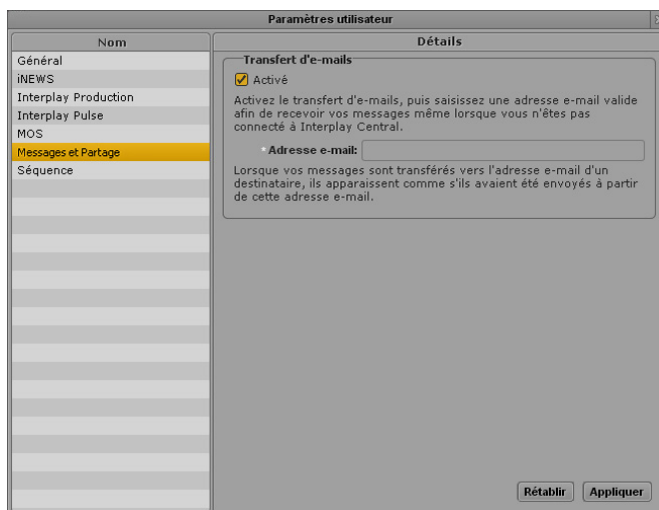 Paramètres utilisateur
Nom
Général
iNEWS
Interplay Production
Interplay Pulse
MOS
Messages et Partage
Séquence
Détails
Transfert d'e-mails
Activé
Activez le transfert d'e-mails, puis saisissez une adresse e-mail valide
afin de recevoir vos messages même lorsque vous n'êtes pas
connecté à Interplay Central.
* Adresse e-mail:
Lorsque vos messages sont transférés vers l'adresse e-mail d'un
destinataire, ils apparaissent comme s'ils avaient été envoyés à partir
de cette adresse e-mail.
Rétablir
Appliquer